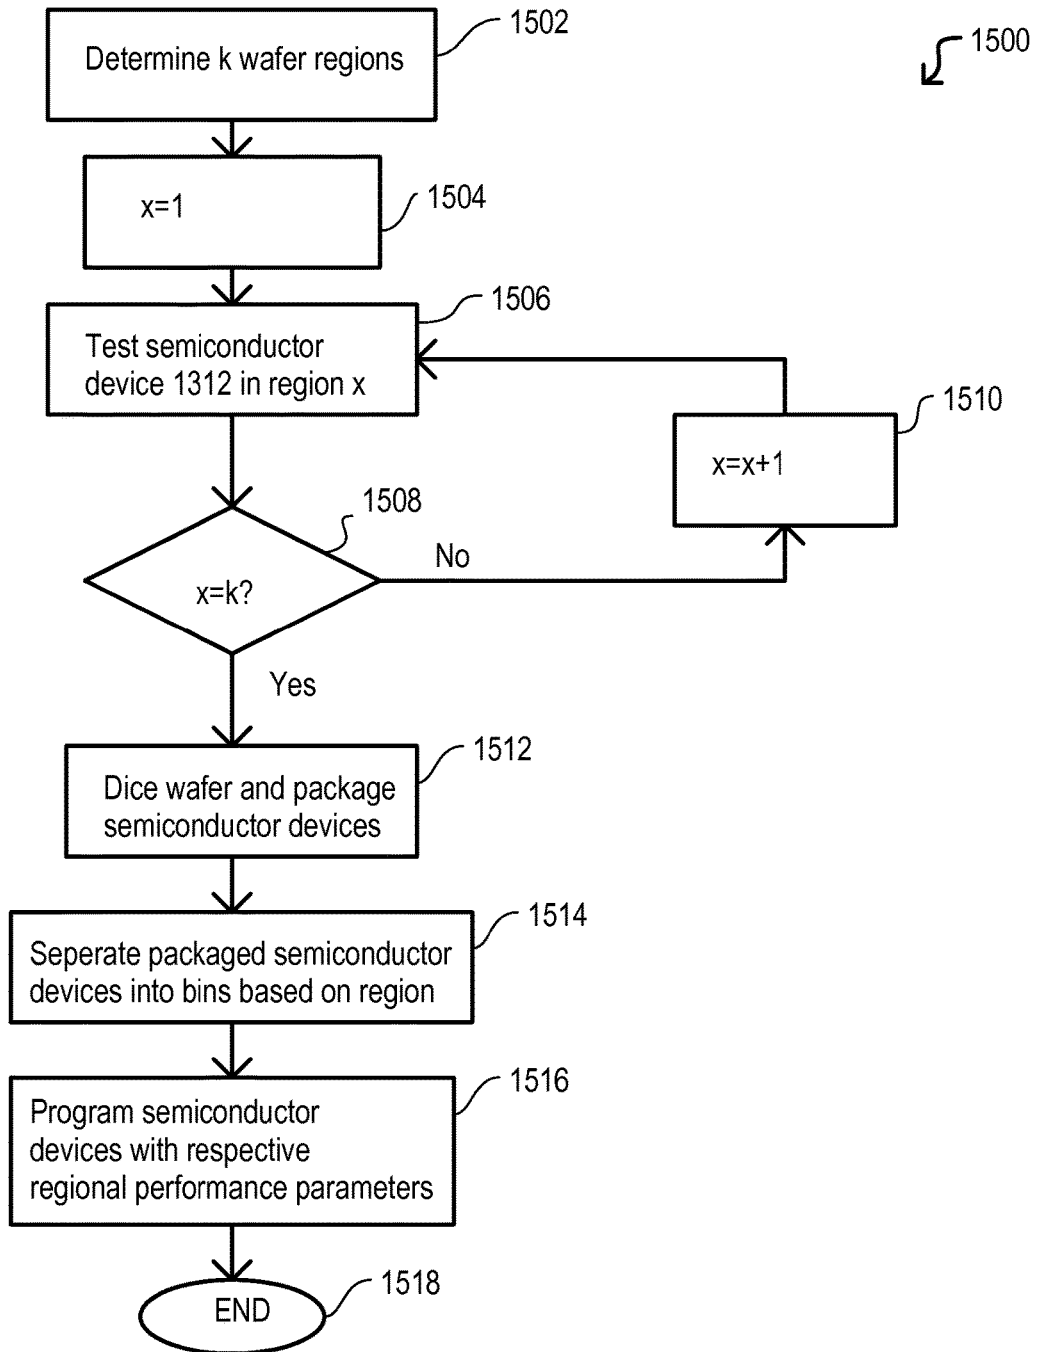 1502
Determine k wafer regions
1500
x=1
1504
1506
Test semiconductor
device 1312 in region x
1510
x=x+1
1508
No
x=k?
Yes
1512
Dice wafer and package
semiconductor devices
1514
Seperate packaged semiconductor
devices into bins based on region
1516
Program semiconductor
devices with respective
regional performance parameters
1518
END